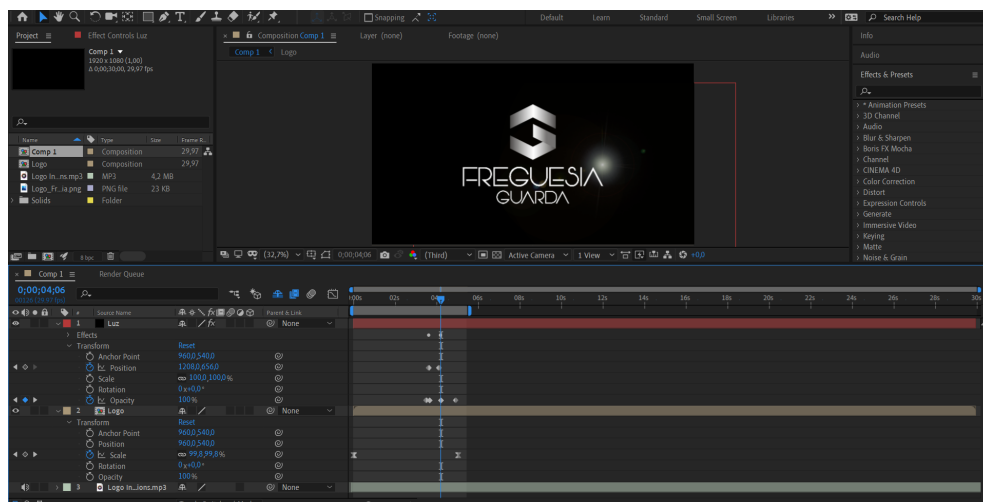 Snapping
Default Learn Standard Small Screen Libraries
Search Help
Project
Effect Controls Luz
Composition Comp 1
Layer (none)
Footage (none)
Comp 1
Logo
Comp 1
1920 x 1080 (1,00)
Δ 0;00;30;00, 29,97 fps
Name Type Size Frame R...
Comp 1 Composition 29,97
Logo Composition 29,97
Logo In...ns.mp3 MP3 4,2 MB
Logo_Fr...ia.png PNG file 23 KB
Solids Folder
8 bpc
FREGUESIA
GUARDA
(32,7%) 0;00;04;06 (Third) Active Camera 1 View +0,0
Info
Audio
Effects & Presets
* Animation Presets
3D Channel
Audio
Blur & Sharpen
Boris FX Mocha
Channel
CINEMA 4D
Color Correction
Distort
Expression Controls
Generate
Immersive Video
Keying
Matte
Noise & Grain
Comp 1
Render Queue
0;00;04;06
00126 (29.97 fps)
:00s 02s 04s 06s 08s 10s 12s 14s 16s 18s 20s 22s 24s 26s 28s 30s
# Source Name Parent & Link
1 Luz None
Effects
Transform Reset
Anchor Point 960,0,540,0
Position 1208,0,656,0
Scale 100,0,100,0%
Rotation 0x+0,0°
Opacity 100%
2 Logo None
Transform Reset
Anchor Point 960,0,540,0
Position 960,0,540,0
Scale 99,8,99,8%
Rotation 0x+0,0°
Opacity 100%
3 Logo In...ions.mp3 None